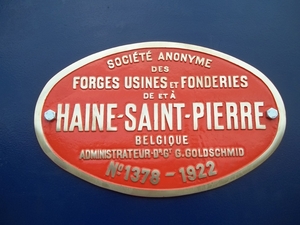 SOCIÉTÉ ANONYME
DES
FORGES USINES ET FONDERIES
DE ET À
HAINE-SAINT-PIERRE
BELGIQUE
ADMINISTRATEUR-DR GT G. GOLDSCHMID
NO 1378 - 1922